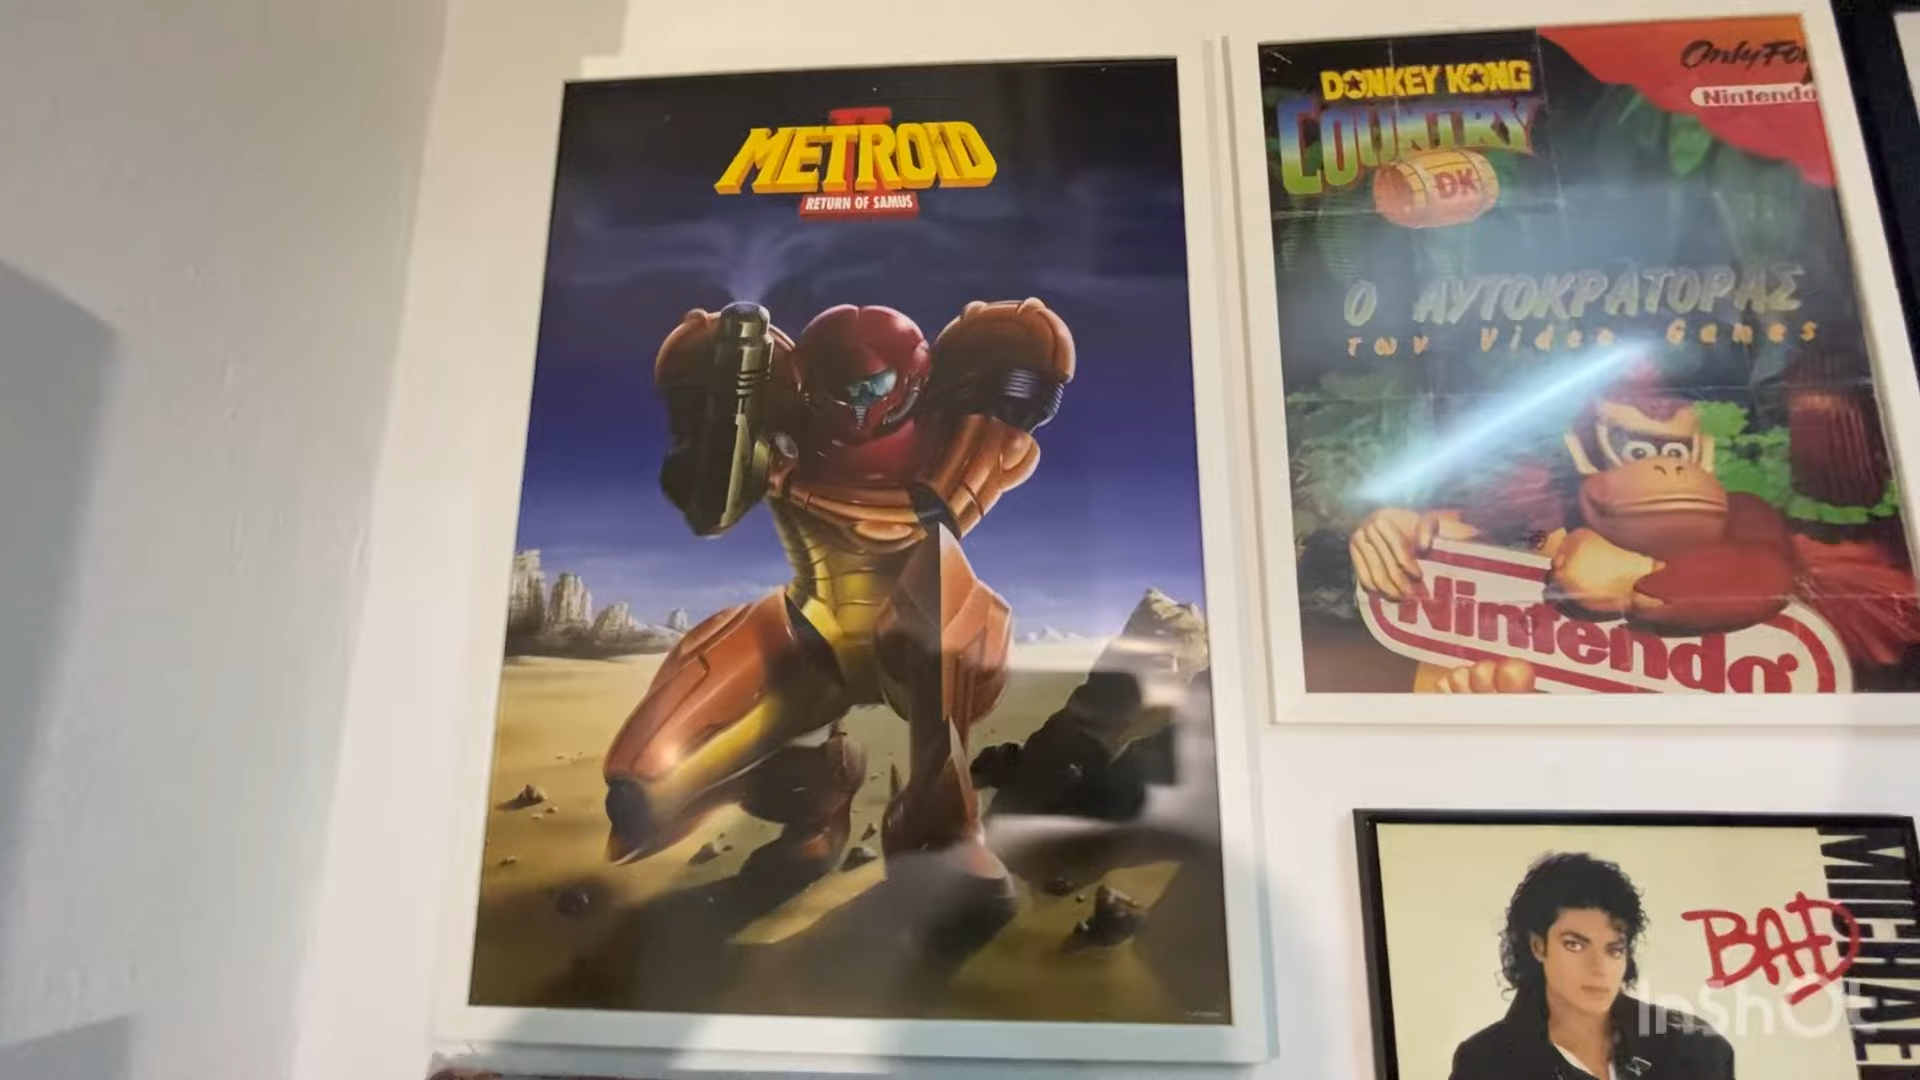 II
METROID
RETURN OF SAMUS
DONKEY KONG
COUNTRY
DK
Only For
Nintendo
Ο ΑΥΤΟΚΡΑΤΟΡΑΣ
των Video Games
Nintendo
BAD
MICHAEL
InShOt